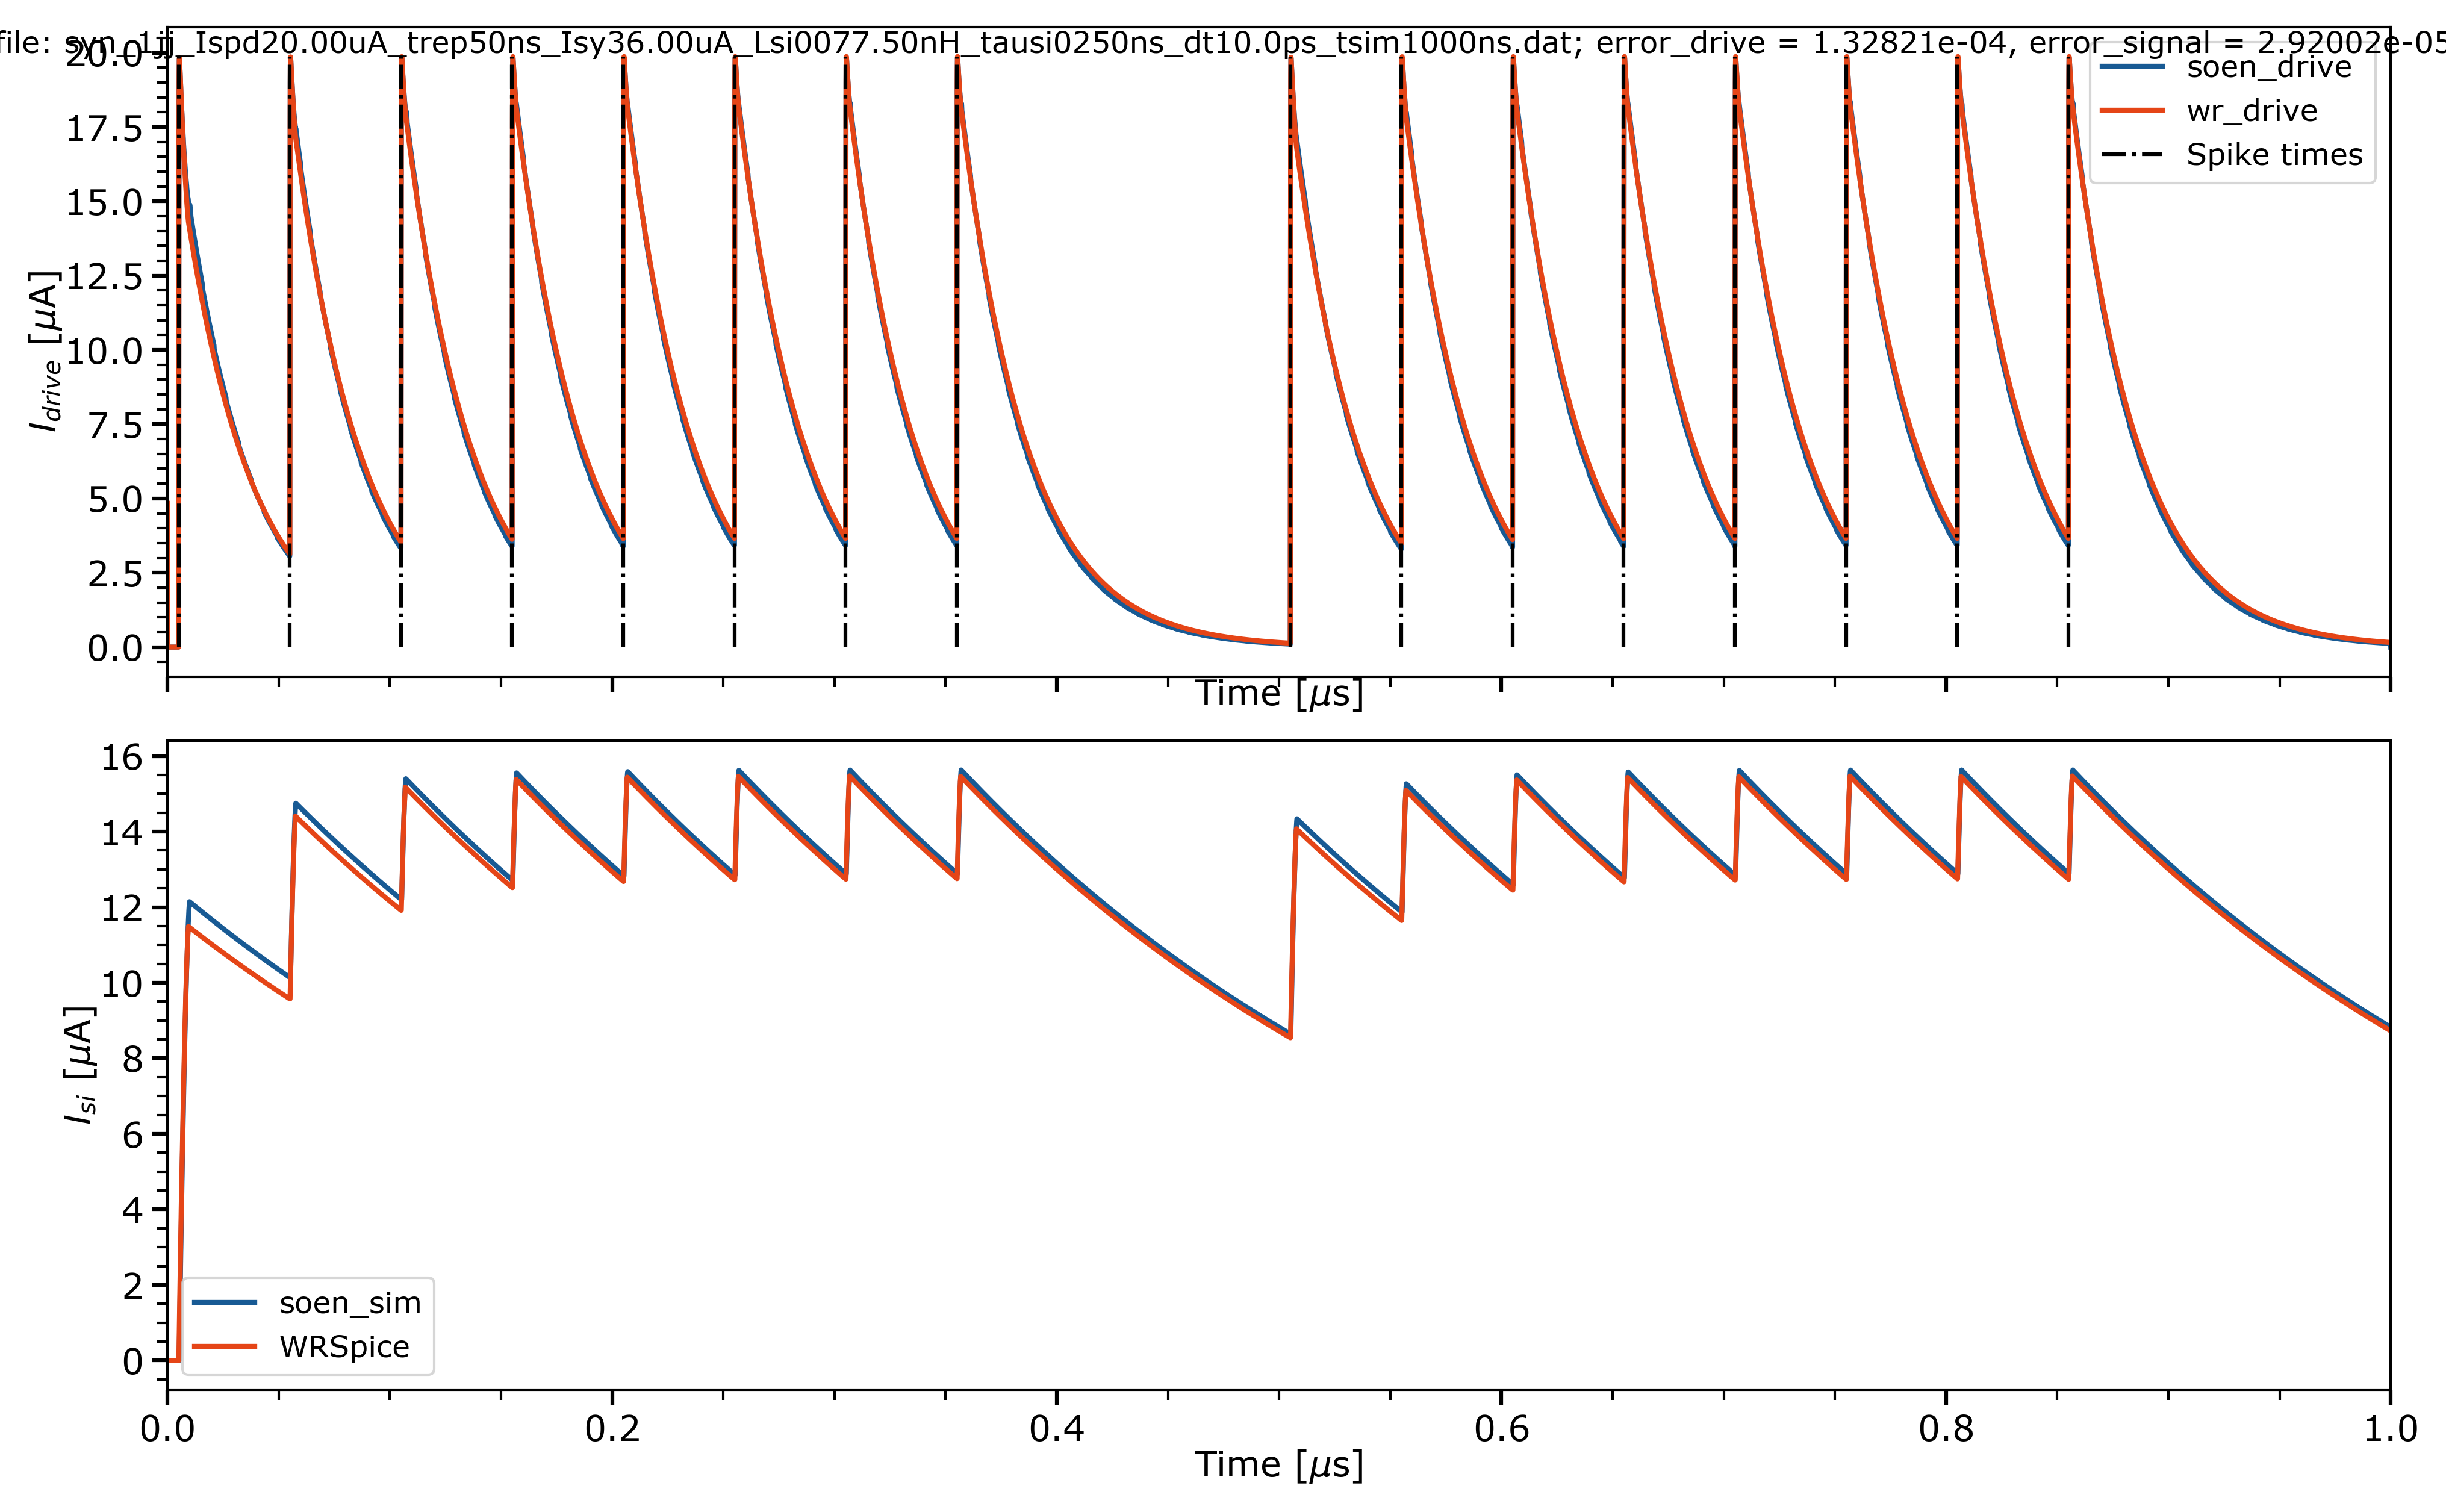 file: syn_1jj_Ispd20.00uA_trep50ns_Isy36.00uA_Lsi0077.50nH_tausi0250ns_dt10.0ps_tsim1000ns.dat; error_drive = 1.32821e-04, error_signal = 2.92002e-05
20.0
17.5
15.0
12.5
10.0
7.5
5.0
2.5
0.0
I_drive [μA]
soen_drive
wr_drive
Spike times
Time [μs]
16
14
12
10
8
6
4
2
0
I_si [μA]
soen_sim
WRSpice
0.0 0.2 0.4 0.6 0.8 1.0
Time [μs]